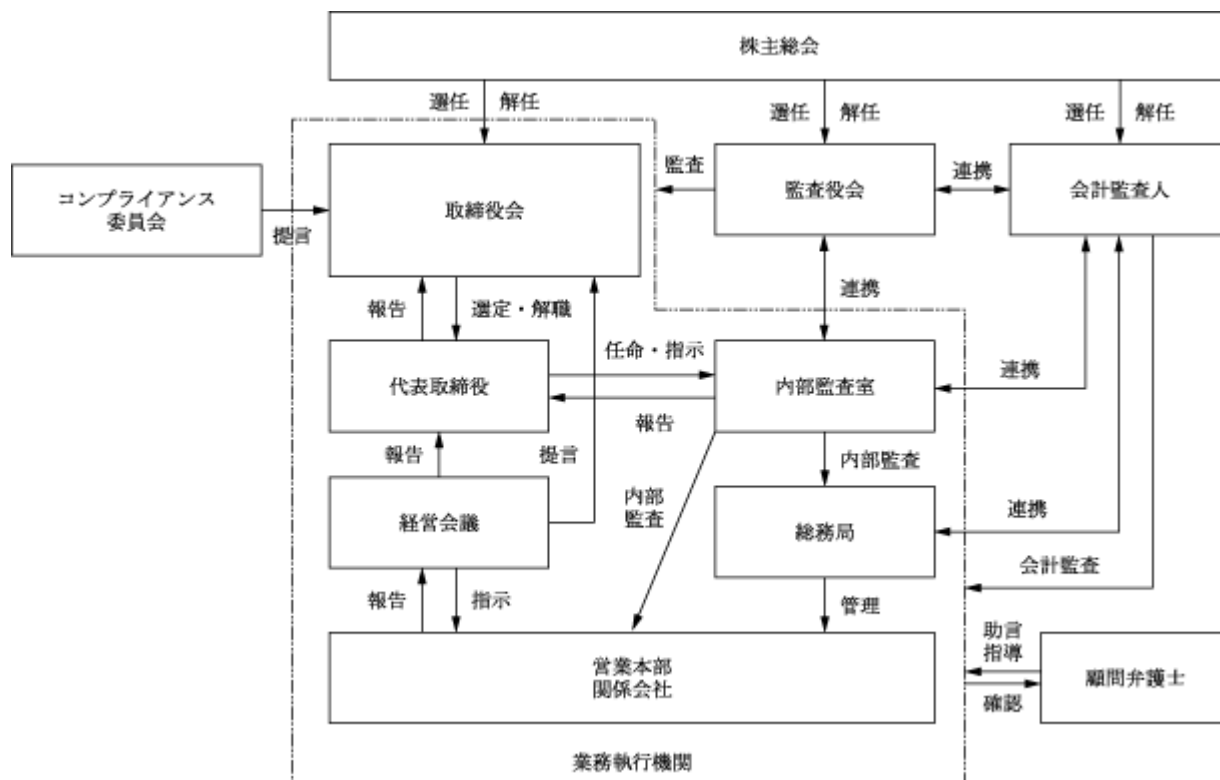 株主総会
選任 解任
選任 解任
選任 解任
コンプライアンス
委員会
提言
取締役会
監査
監査役会
連携
会計監査人
報告
選定・解職
連携
代表取締役
任命・指示
報告
内部監査室
連携
報告
提言
内部監査
内部
監査
経営会議
総務局
連携
会計監査
報告
指示
管理
営業本部
関係会社
助言
指導
確認
顧問弁護士
業務執行機関